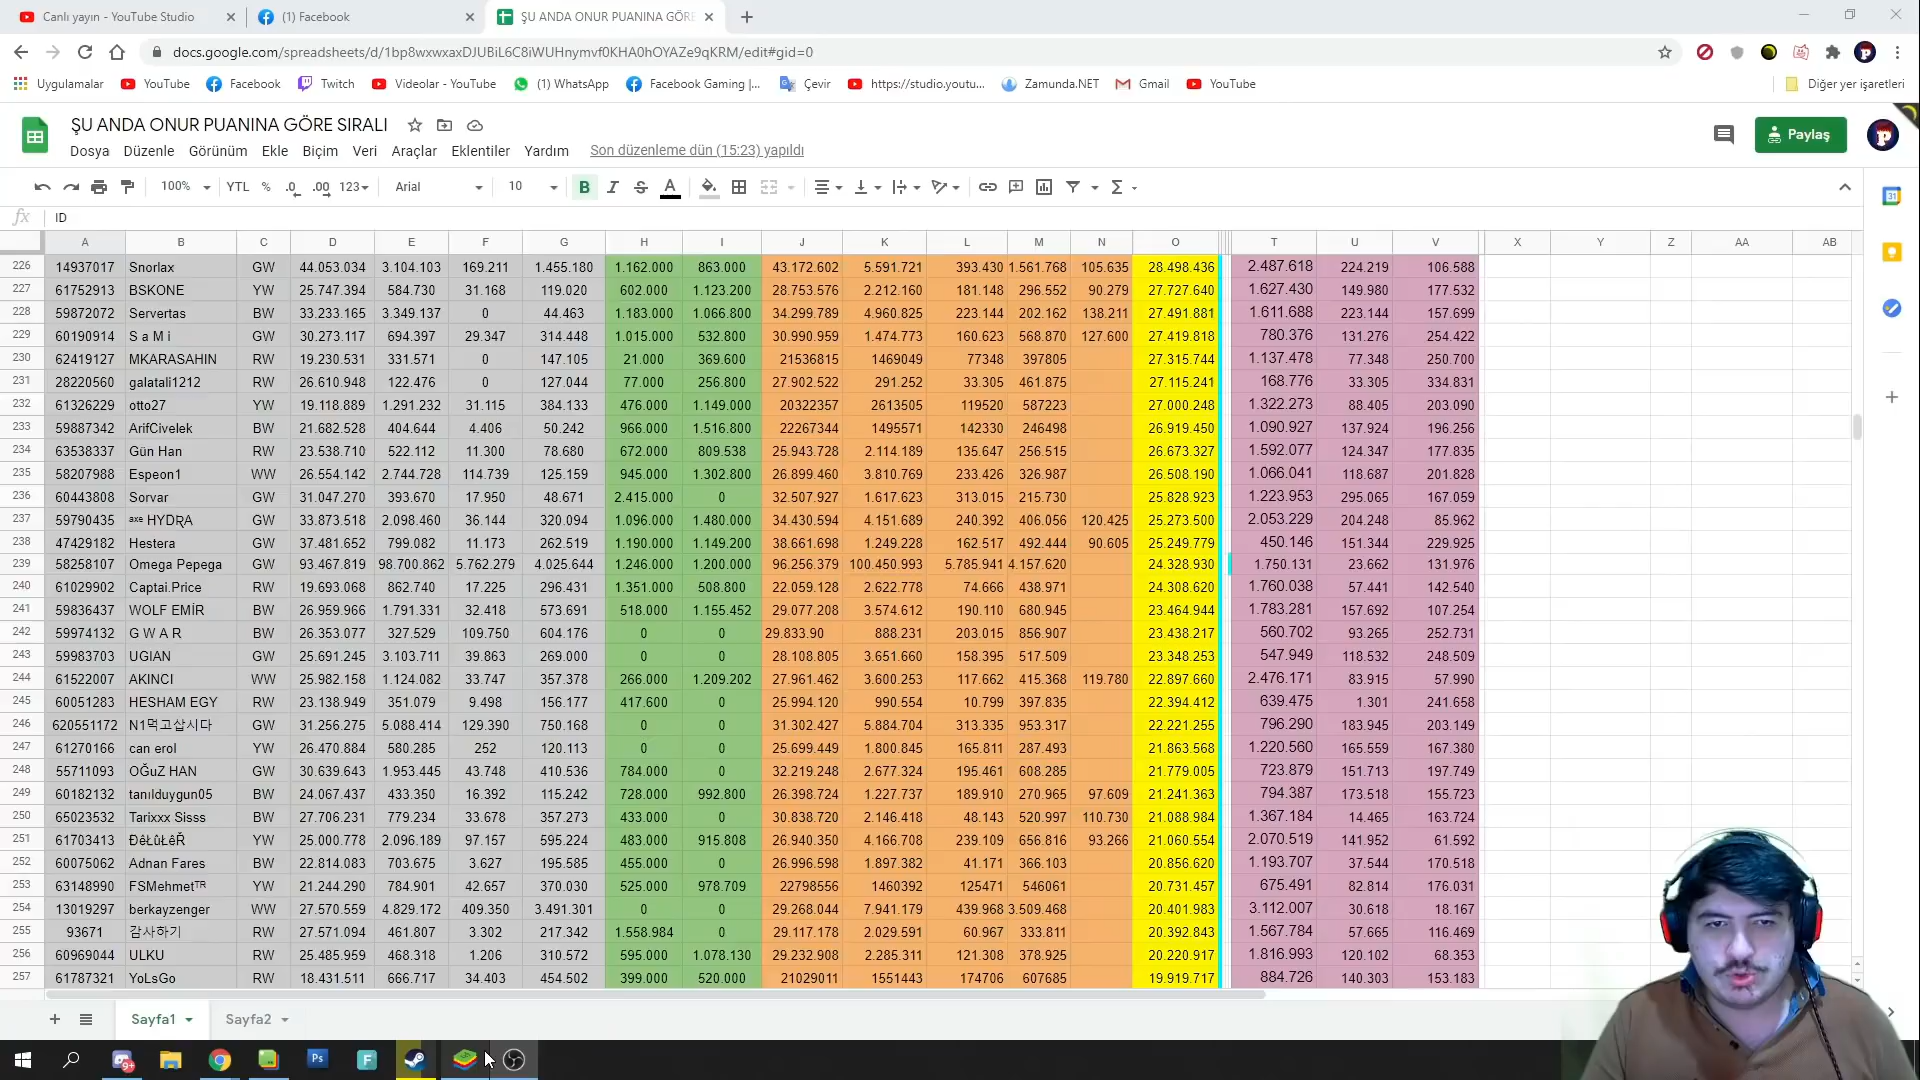 Canlı yayın - YouTube Studio
(1) Facebook
ŞU ANDA ONUR PUANINA GÖRE
docs.google.com/spreadsheets/d/1bp8wxwxaxDJUBiL6C8iWUHnymvf0KHA0hOYAZe9qKRM/edit#gid=0
Uygulamalar YouTube Facebook Twitch Videolar - YouTube (1) WhatsApp Facebook Gaming |... Çevir https://studio.youtu... Zamunda.NET Gmail YouTube Diğer yer işaretleri
ŞU ANDA ONUR PUANINA GÖRE SIRALI
Paylaş
Dosya Düzenle Görünüm Ekle Biçim Veri Araçlar Eklentiler Yardım Son düzenleme dün (15:23) yapıldı
100% YTL % .0 .00 123 Arial 10 B I S A
fx ID
A B C D E F G H I J K L M N O T U V X Y Z AA AB
226 14937017 Snorlax GW 44.053.034 3.104.103 169.211 1.455.180 1.162.000 863.000 43.172.602 5.591.721 393.430 1.561.768 105.635 28.498.436 2.487.618 224.219 106.588
227 61752913 BSKONE YW 25.747.394 584.730 31.168 119.020 602.000 1.123.200 28.753.576 2.212.160 181.148 296.552 90.279 27.727.640 1.627.430 149.980 177.532
228 59872072 Servertas BW 33.233.165 3.349.137 0 44.463 1.183.000 1.066.800 34.299.789 4.960.825 223.144 202.162 138.211 27.491.881 1.611.688 223.144 157.699
229 60190914 S a M i GW 30.273.117 694.397 29.347 314.448 1.015.000 532.800 30.990.959 1.474.773 160.623 568.870 127.600 27.419.818 780.376 131.276 254.422
230 62419127 MKARASAHIN RW 19.230.531 331.571 0 147.105 21.000 369.600 21536815 1469049 77348 397805 27.315.744 1.137.478 77.348 250.700
231 28220560 galatali1212 RW 26.610.948 122.476 0 127.044 77.000 256.800 27.902.522 291.252 33.305 461.875 27.115.241 168.776 33.305 334.831
232 61326229 otto27 YW 19.118.889 1.291.232 31.115 384.133 476.000 1.149.000 20322357 2613505 119520 587223 27.000.248 1.322.273 88.405 203.090
233 59887342 ArifCivelek BW 21.682.528 404.644 4.406 50.242 966.000 1.516.800 22267344 1495571 142330 246498 26.919.450 1.090.927 137.924 196.256
234 63538337 Gün Han RW 23.538.710 522.112 11.300 78.680 672.000 809.538 25.943.728 2.114.189 135.647 256.515 26.673.327 1.592.077 124.347 177.835
235 58207988 Espeon1 WW 26.554.142 2.744.728 114.739 125.159 945.000 1.302.800 26.899.460 3.810.769 233.426 326.987 26.508.190 1.066.041 118.687 201.828
236 60443808 Sorvar GW 31.047.270 393.670 17.950 48.671 2.415.000 0 32.507.927 1.617.623 313.015 215.730 25.828.923 1.223.953 295.065 167.059
237 59790435 ᵃˣᵉ HYDRA GW 33.873.518 2.098.460 36.144 320.094 1.096.000 1.480.000 34.430.594 4.151.689 240.392 406.056 120.425 25.273.500 2.053.229 204.248 85.962
238 47429182 Hestera GW 37.481.652 799.082 11.173 262.519 1.190.000 1.149.200 38.661.698 1.249.228 162.517 492.444 90.605 25.249.779 450.146 151.344 229.925
239 58258107 Omega Pepega GW 93.467.819 98.700.862 5.762.279 4.025.644 1.246.000 1.200.000 96.256.379 100.450.993 5.785.941 4.157.620 24.328.930 1.750.131 23.662 131.976
240 61029902 Captai.Price RW 19.693.068 862.740 17.225 296.431 1.351.000 508.800 22.059.128 2.622.778 74.666 438.971 24.308.620 1.760.038 57.441 142.540
241 59836437 WOLF EMİR BW 26.959.966 1.791.331 32.418 573.691 518.000 1.155.452 29.077.208 3.574.612 190.110 680.945 23.464.944 1.783.281 157.692 107.254
242 59974132 G W A R BW 26.353.077 327.529 109.750 604.176 0 0 29.833.90 888.231 203.015 856.907 23.438.217 560.702 93.265 252.731
243 59983703 UGIAN GW 25.691.245 3.103.711 39.863 269.000 0 0 28.108.805 3.651.660 158.395 517.509 23.348.253 547.949 118.532 248.509
244 61522007 AKINCI WW 25.982.158 1.124.082 33.747 357.378 266.000 1.209.202 27.961.462 3.600.253 117.662 415.368 119.780 22.897.660 2.476.171 83.915 57.990
245 60051283 HESHAM EGY RW 23.138.949 351.079 9.498 156.177 417.600 25.994.120 990.554 10.799 397.835 22.394.412 639.475 1.301 241.658
246 620551172 N1먹고삽시다 GW 31.256.275 5.088.414 129.390 750.168 0 0 31.302.427 5.884.704 313.335 953.317 22.221.255 796.290 183.945 203.149
247 61270166 can erol YW 26.470.884 580.285 252 120.113 0 0 25.699.449 1.800.845 165.811 287.493 21.863.568 1.220.560 165.559 167.380
248 55711093 OĞuZ HAN GW 30.639.643 1.953.445 43.748 410.536 784.000 0 32.219.248 2.677.324 195.461 608.285 21.779.005 723.879 151.713 197.749
249 60182132 tanılduygun05 BW 24.067.437 433.350 16.392 115.242 728.000 992.800 26.398.724 1.227.737 189.910 270.965 97.609 21.241.363 794.387 173.518 155.723
250 65023532 Tarixxx Sisss BW 27.706.231 779.234 33.678 357.273 433.000 0 30.838.720 2.146.418 48.143 520.997 110.730 21.088.984 1.367.184 14.465 163.724
251 61703413 ÐêŁûŁêŘ YW 25.000.778 2.096.189 97.157 595.224 483.000 915.808 26.940.350 4.166.708 239.109 656.816 93.266 21.060.554 2.070.519 141.952 61.592
252 60075062 Adnan Fares BW 22.814.083 703.675 3.627 195.585 455.000 0 26.996.598 1.897.382 41.171 366.103 20.856.620 1.193.707 37.544 170.518
253 63148990 FSMehmetᵀᴿ YW 21.244.290 784.901 42.657 370.030 525.000 978.709 22798556 1460392 125471 546061 20.731.457 675.491 82.814 176.031
254 13019297 berkayzenger WW 27.570.559 4.829.172 409.350 3.491.301 0 0 29.268.044 7.941.179 439.968 3.509.468 20.401.983 3.112.007 30.618 18.167
255 93671 감사하기 RW 27.571.094 461.807 3.302 217.342 1.558.984 0 29.117.178 2.029.591 60.967 333.811 20.392.843 1.567.784 57.665 116.469
256 60969044 ULKU RW 25.485.959 468.318 1.206 310.572 595.000 1.078.130 29.232.908 2.285.311 121.308 378.925 20.220.917 1.816.993 120.102 68.353
257 61787321 YoLsGo RW 18.431.511 666.717 34.403 454.502 399.000 520.000 21029011 1551443 174706 607685 19.919.717 884.726 140.303 153.183
Sayfa1 Sayfa2